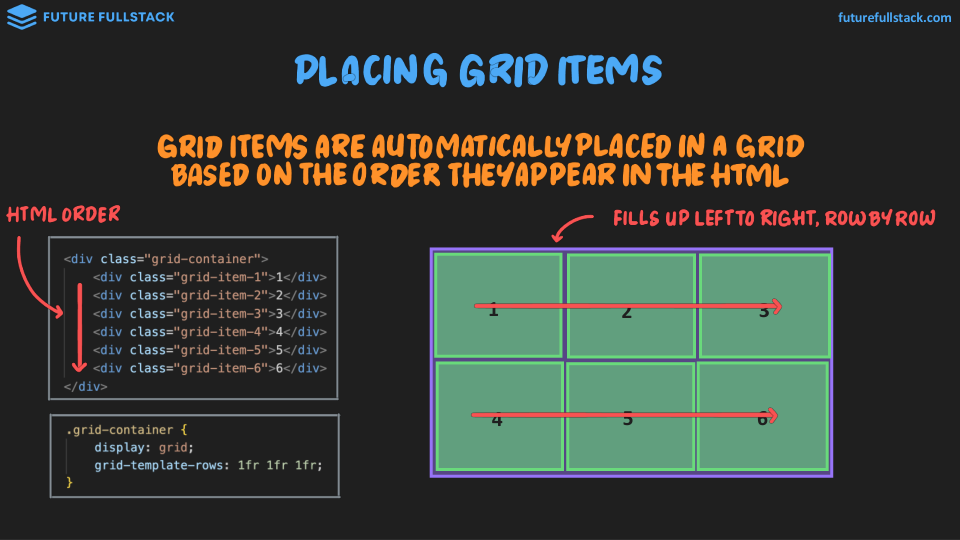 FUTURE FULLSTACK
futurefullstack.com
PLACING GRID ITEMS
GRID ITEMS ARE AUTOMATICALLY PLACED IN A GRID
BASED ON THE ORDER THEY APPEAR IN THE HTML
HTML ORDER
FILLS UP LEFT TO RIGHT, ROW BY ROW
<div class="grid-container">
    <div class="grid-item-1">1</div>
    <div class="grid-item-2">2</div>
    <div class="grid-item-3">3</div>
    <div class="grid-item-4">4</div>
    <div class="grid-item-5">5</div>
    <div class="grid-item-6">6</div>
</div>
.grid-container {
    display: grid;
    grid-template-rows: 1fr 1fr 1fr;
}
1 2 3
4 5 6